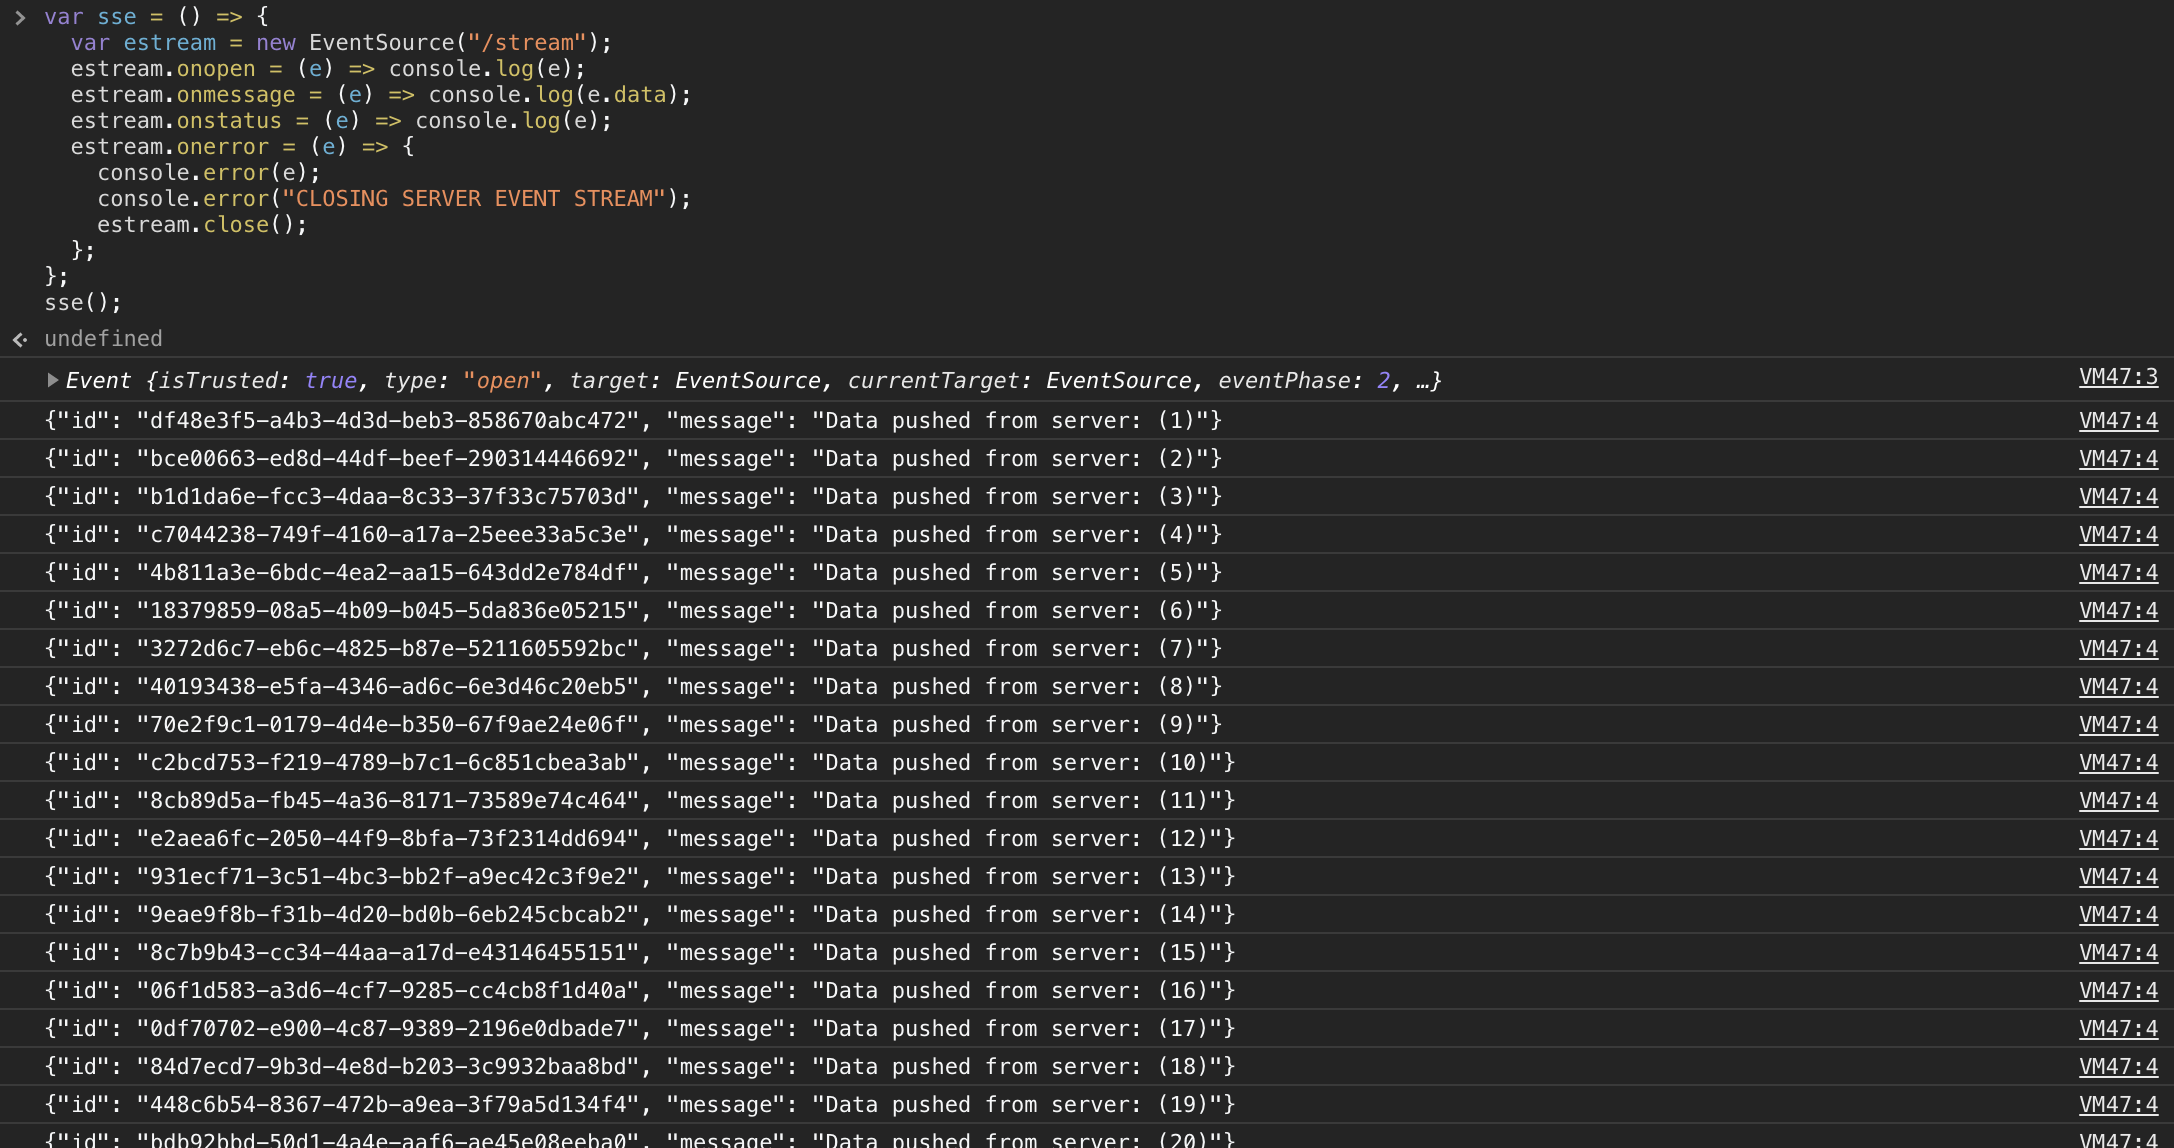 var sse = () => {
  var estream = new EventSource("/stream");
  estream.onopen = (e) => console.log(e);
  estream.onmessage = (e) => console.log(e.data);
  estream.onstatus = (e) => console.log(e);
  estream.onerror = (e) => {
    console.error(e);
    console.error("CLOSING SERVER EVENT STREAM");
    estream.close();
  };
};
sse();
undefined
Event {isTrusted: true, type: "open", target: EventSource, currentTarget: EventSource, eventPhase: 2, …} VM47:3
{"id": "df48e3f5-a4b3-4d3d-beb3-858670abc472", "message": "Data pushed from server: (1)"} VM47:4
{"id": "bce00663-ed8d-44df-beef-290314446692", "message": "Data pushed from server: (2)"} VM47:4
{"id": "b1d1da6e-fcc3-4daa-8c33-37f33c75703d", "message": "Data pushed from server: (3)"} VM47:4
{"id": "c7044238-749f-4160-a17a-25eee33a5c3e", "message": "Data pushed from server: (4)"} VM47:4
{"id": "4b811a3e-6bdc-4ea2-aa15-643dd2e784df", "message": "Data pushed from server: (5)"} VM47:4
{"id": "18379859-08a5-4b09-b045-5da836e05215", "message": "Data pushed from server: (6)"} VM47:4
{"id": "3272d6c7-eb6c-4825-b87e-5211605592bc", "message": "Data pushed from server: (7)"} VM47:4
{"id": "40193438-e5fa-4346-ad6c-6e3d46c20eb5", "message": "Data pushed from server: (8)"} VM47:4
{"id": "70e2f9c1-0179-4d4e-b350-67f9ae24e06f", "message": "Data pushed from server: (9)"} VM47:4
{"id": "c2bcd753-f219-4789-b7c1-6c851cbea3ab", "message": "Data pushed from server: (10)"} VM47:4
{"id": "8cb89d5a-fb45-4a36-8171-73589e74c464", "message": "Data pushed from server: (11)"} VM47:4
{"id": "e2aea6fc-2050-44f9-8bfa-73f2314dd694", "message": "Data pushed from server: (12)"} VM47:4
{"id": "931ecf71-3c51-4bc3-bb2f-a9ec42c3f9e2", "message": "Data pushed from server: (13)"} VM47:4
{"id": "9eae9f8b-f31b-4d20-bd0b-6eb245cbcab2", "message": "Data pushed from server: (14)"} VM47:4
{"id": "8c7b9b43-cc34-44aa-a17d-e43146455151", "message": "Data pushed from server: (15)"} VM47:4
{"id": "06f1d583-a3d6-4cf7-9285-cc4cb8f1d40a", "message": "Data pushed from server: (16)"} VM47:4
{"id": "0df70702-e900-4c87-9389-2196e0dbade7", "message": "Data pushed from server: (17)"} VM47:4
{"id": "84d7ecd7-9b3d-4e8d-b203-3c9932baa8bd", "message": "Data pushed from server: (18)"} VM47:4
{"id": "448c6b54-8367-472b-a9ea-3f79a5d134f4", "message": "Data pushed from server: (19)"} VM47:4
{"id": "bdb92bbd-50d1-4a4e-aaf6-ae45e08eeba0", "message": "Data pushed from server: (20)"} VM47:4